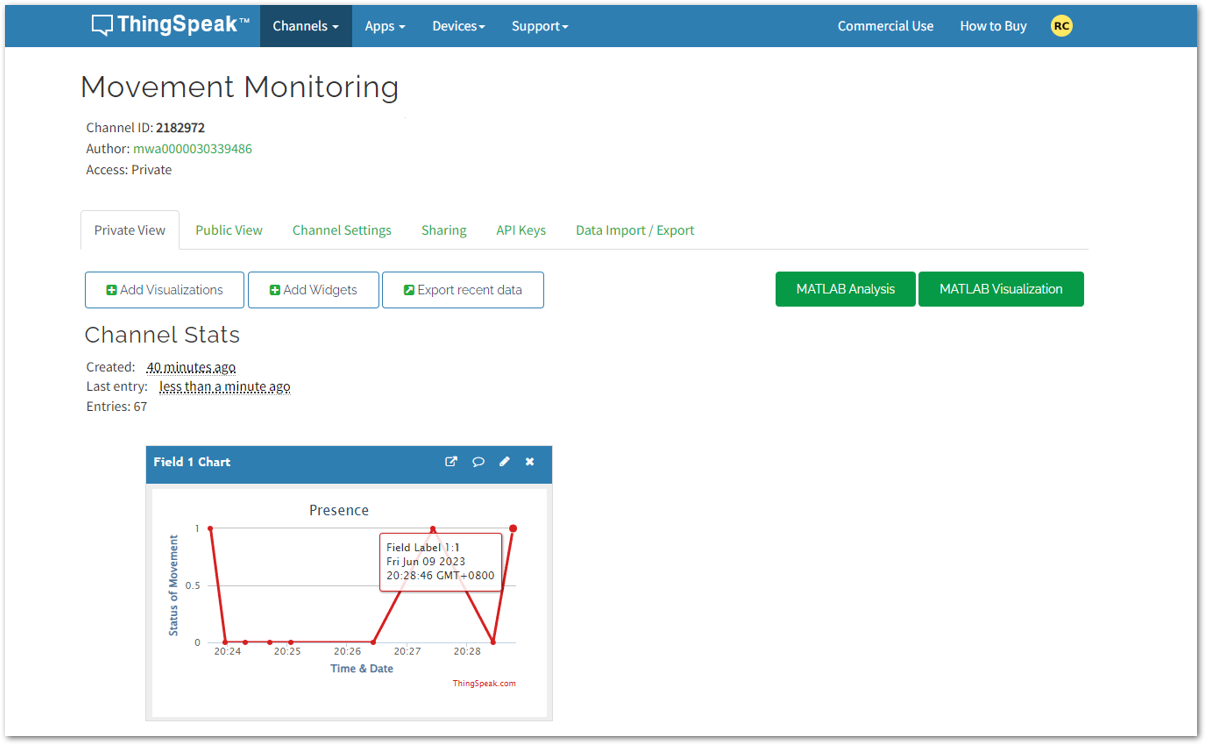 ThingSpeak™ Channels Apps Devices Support Commercial Use How to Buy RC
Movement Monitoring
Channel ID: 2182972
Author: mwa0000030339486
Access: Private
Private View Public View Channel Settings Sharing API Keys Data Import / Export
Add Visualizations Add Widgets Export recent data MATLAB Analysis MATLAB Visualization
Channel Stats
Created: 40 minutes ago
Last entry: less than a minute ago
Entries: 67
Field 1 Chart
Presence
Status of Movement
1
0.5
0
Field Label 1:1
Fri Jun 09 2023
20:28:46 GMT+0800
20:24 20:25 20:26 20:27 20:28
Time & Date
ThingSpeak.com